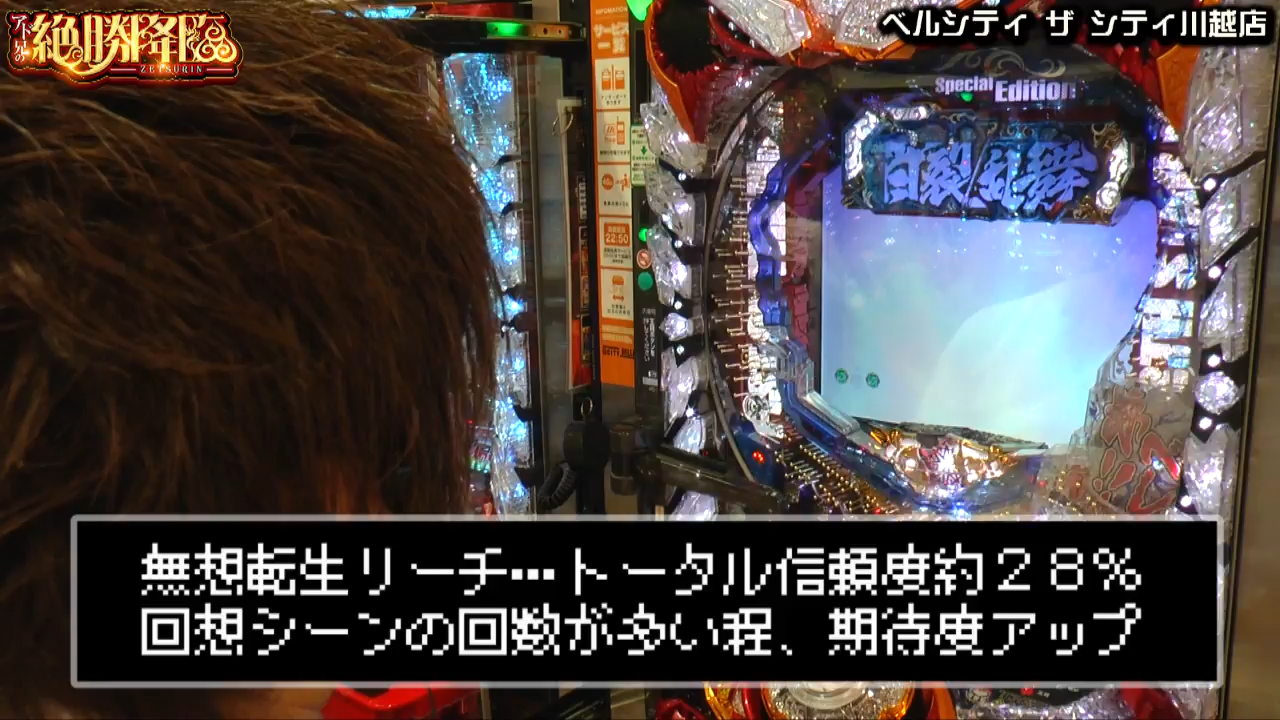 絶勝降臨
ZETSURIN
ベルシティ ザ シティ川越店
Special Edition
百裂乱舞
22:50
無想転生リーチ…トータル信頼度約28%
回想シーンの回数が多い程、期待度アップ